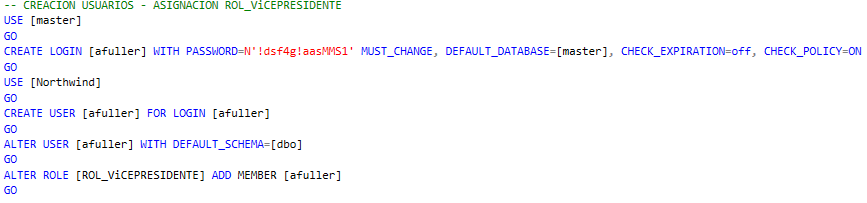 -- CREACION USUARIOS - ASIGNACION ROL_ViCEPRESIDENTE
USE [master]
GO
CREATE LOGIN [afuller] WITH PASSWORD=N'!dsf4g!aasMMS1' MUST_CHANGE, DEFAULT_DATABASE=[master], CHECK_EXPIRATION=off, CHECK_POLICY=ON
GO
USE [Northwind]
GO
CREATE USER [afuller] FOR LOGIN [afuller]
GO
ALTER USER [afuller] WITH DEFAULT_SCHEMA=[dbo]
GO
ALTER ROLE [ROL_ViCEPRESIDENTE] ADD MEMBER [afuller]
GO